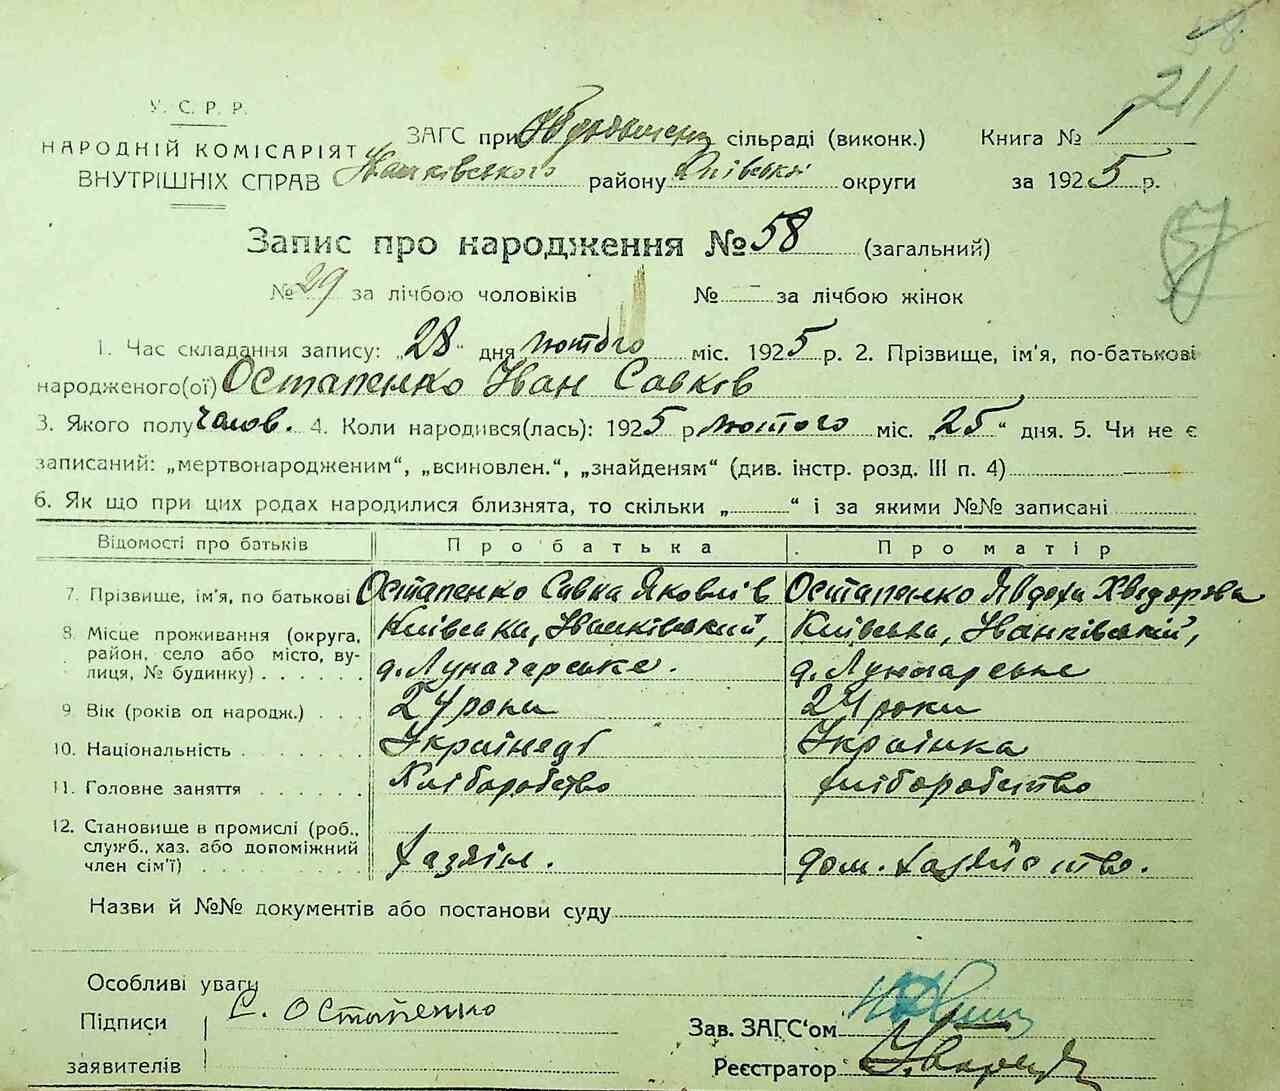 58
211
У. С. Р. Р.
НАРОДНІЙ КОМІСАРІЯТ
ВНУТРІШНІХ СПРАВ
ЗАГС при сільраді (виконк.) Книга № 1
Іванківського району Київської округи за 1925 р.
57
Запис про народження № 58 (загальний)
№ 29 за лічбою чоловіків № – за лічбою жінок
1. Час складання запису: „28“ дня лютого міс. 1925 р. 2. Прізвище, ім'я, по-батькові
народженого(ої) Остапенко Іван Савків
3. Якого полу чолов. 4. Коли народився(лась): 1925 р. лютого міс. „25“ дня. 5. Чи не є
записаний: „мертвонародженим“, „всиновлен.“, „знайденям“ (див. інстр. розд. III п. 4)
6. Як що при цих родах народилися близнята, то скільки „ “ і за якими №№ записані
Відомості про батьків Про батька Про матір
7. Прізвище, ім'я, по батькові Остапенко Савка Яковлів Остапенко Явдоха Хведорова
8. Місце проживання (округа, район, село або місто, вулиця, № будинку) Київська, Іванківський, Київська, Іванківській,
д. Луначарське. д. Луначарське
9. Вік (років од народж.) 24 роки 24 роки
10. Національність Українець Українка
11. Головне заняття Хліборобство хліборобство
12. Становище в промислі (роб., служб., хаз. або допоміжний член сім'ї) Хазяїн. дом. хазяйство.
Назви й №№ документів або постанови суду
Особливі уваги
Підписи С. Остапенко
заявителів
Зав. ЗАГС'ом
Реєстратор